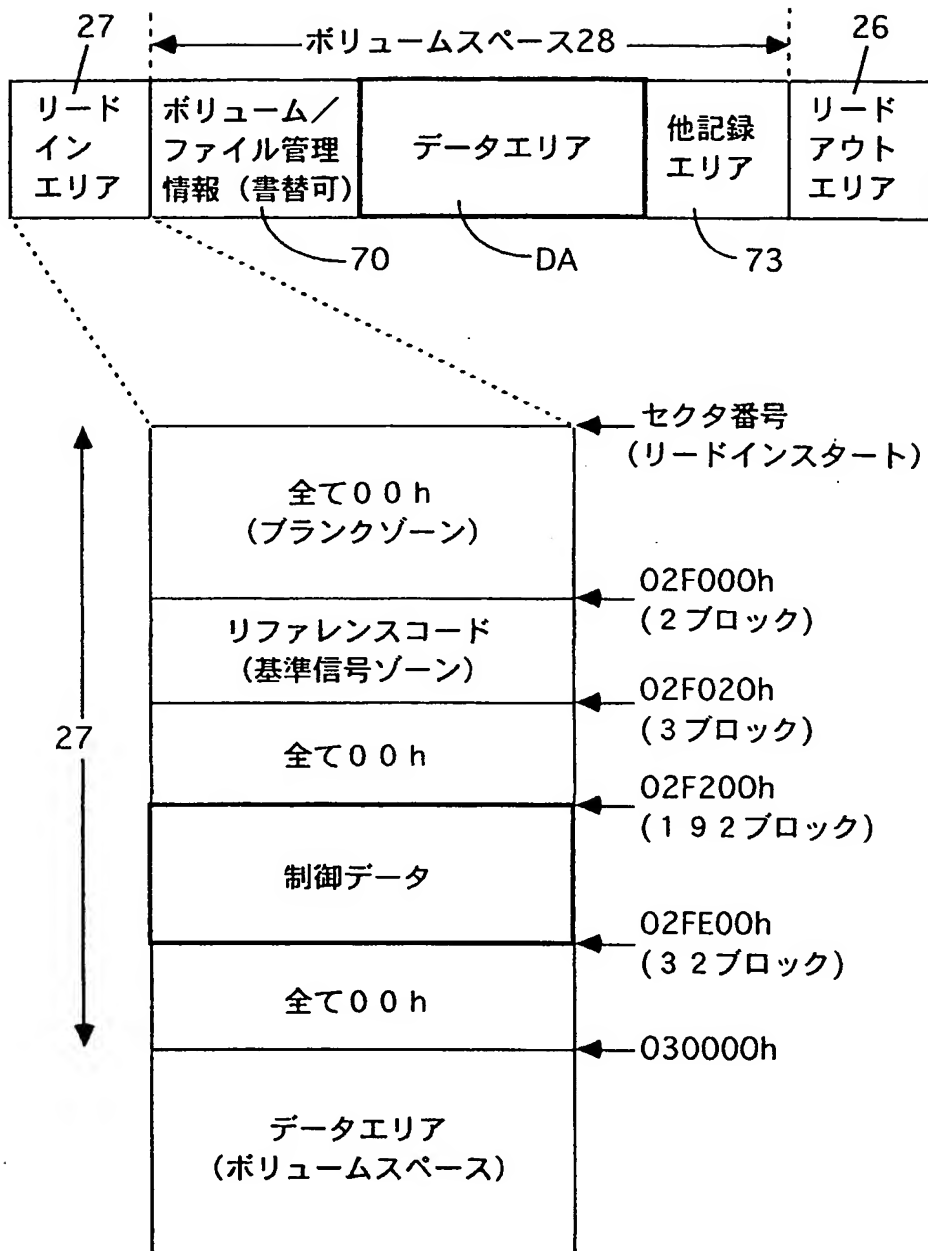 27
ボリュームスペース28
26
リード
イン
エリア
ボリューム／
ファイル管理
情報（書替可）
データエリア
他記録
エリア
リード
アウト
エリア
70
DA
73
セクタ番号
（リードインスタート）
全て００ｈ
（ブランクゾーン）
02F000h
(２ブロック)
リファレンスコード
（基準信号ゾーン）
02F020h
(３ブロック)
27
全て００ｈ
02F200h
(１９２ブロック)
制御データ
02FE00h
(３２ブロック)
全て００ｈ
030000h
データエリア
（ボリュームスペース）